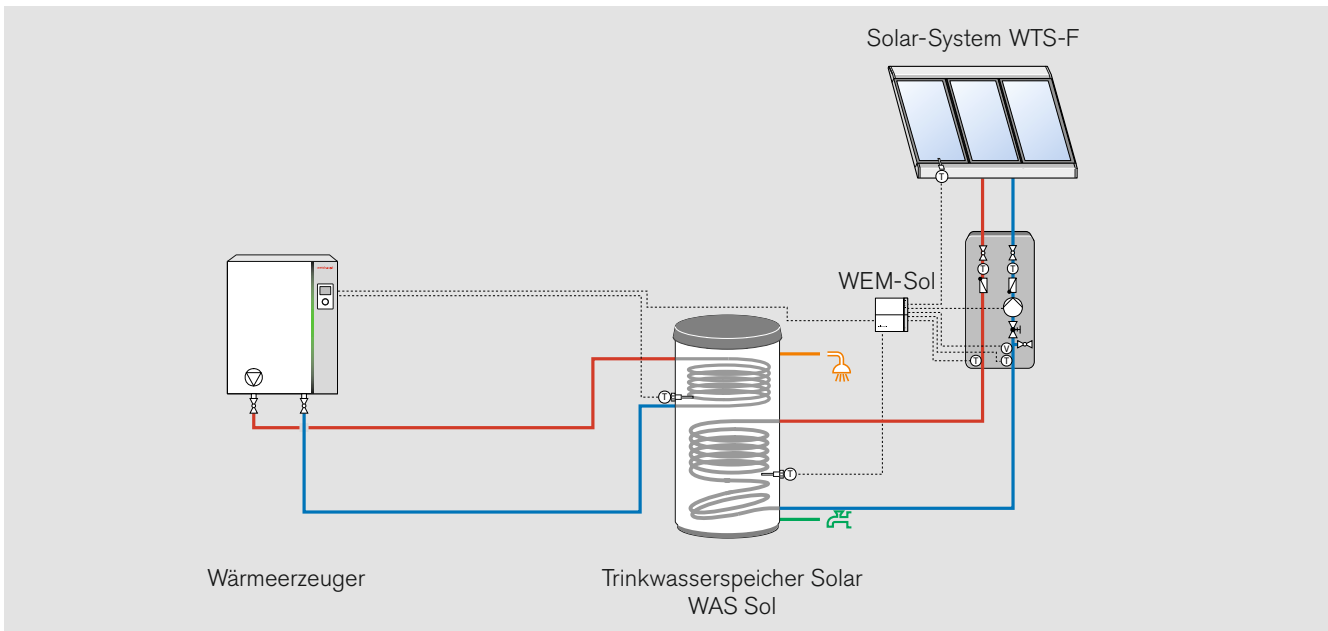 Solar-System WTS-F
WEM-Sol
T
T
T
V
T
T
T
T
Wärmeerzeuger
Trinkwasserspeicher Solar
WAS Sol